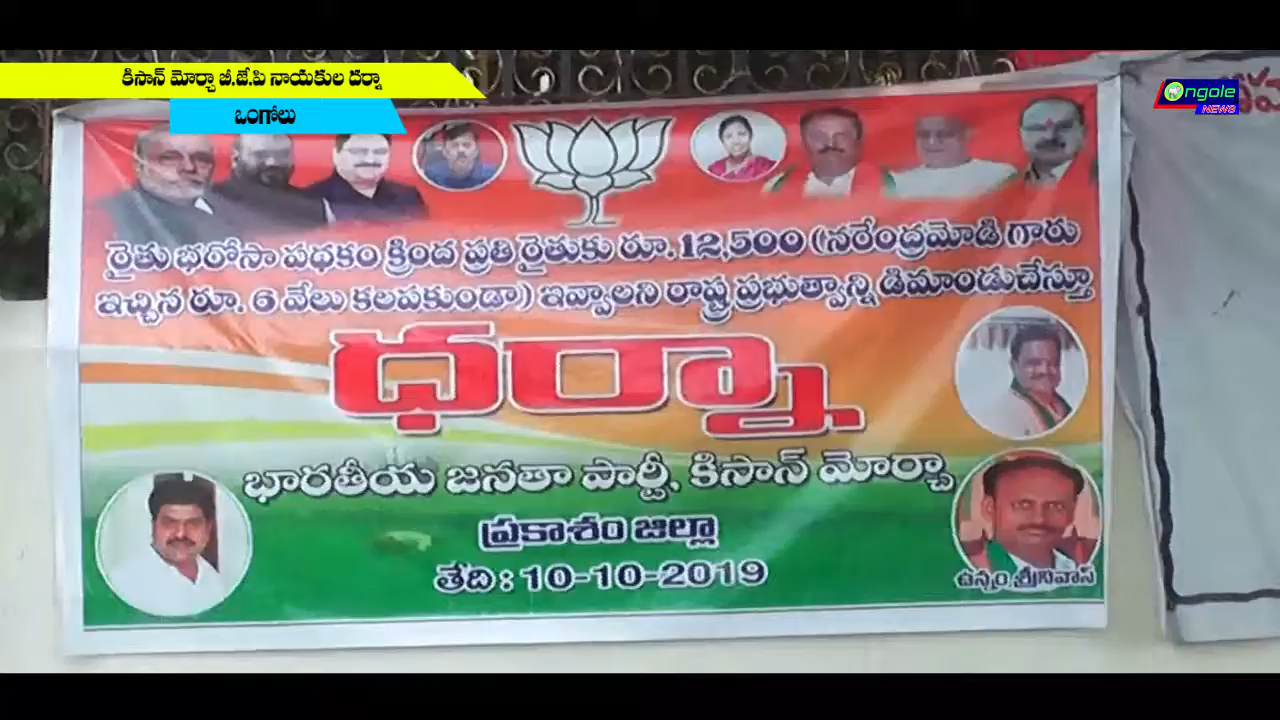 కిసాన్ మోర్చా బీ.జే.పి నాయకుల దర్నా
ఒంగోలు
Ongole
NEWS
రైతు భరోసా పథకం క్రింద ప్రతి రైతుకు రూ. 12,500 (నరేంద్రమోడి గారు
ఇచ్చిన రూ. 6 వేలు కలపకుండా) ఇవ్వాలని రాష్ట్ర ప్రభుత్వాన్ని డిమాండుచేస్తూ
ధర్నా
భారతీయ జనతా పార్టీ, కిసాన్ మోర్చా
ప్రకాశం జిల్లా
తేది : 10-10-2019
ఉన్నం శ్రీనివాస్